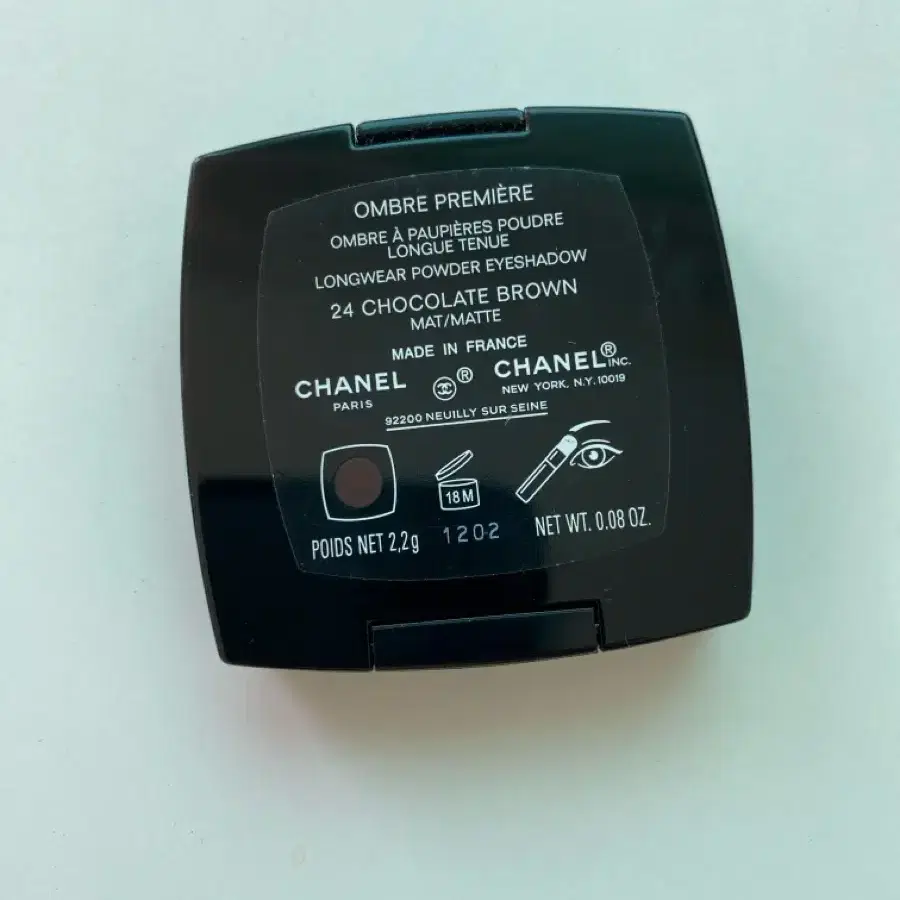 OMBRE PREMIÈRE
OMBRE À PAUPIÈRES POUDRE
LONGUE TENUE
LONGWEAR POWDER EYESHADOW
24 CHOCOLATE BROWN
MAT/MATTE
MADE IN FRANCE
CHANEL ® CHANEL® INC.
PARIS NEW YORK, N.Y. 10019
92200 NEUILLY SUR SEINE
18 M
POIDS NET 2,2g 1202 NET WT. 0.08 OZ.